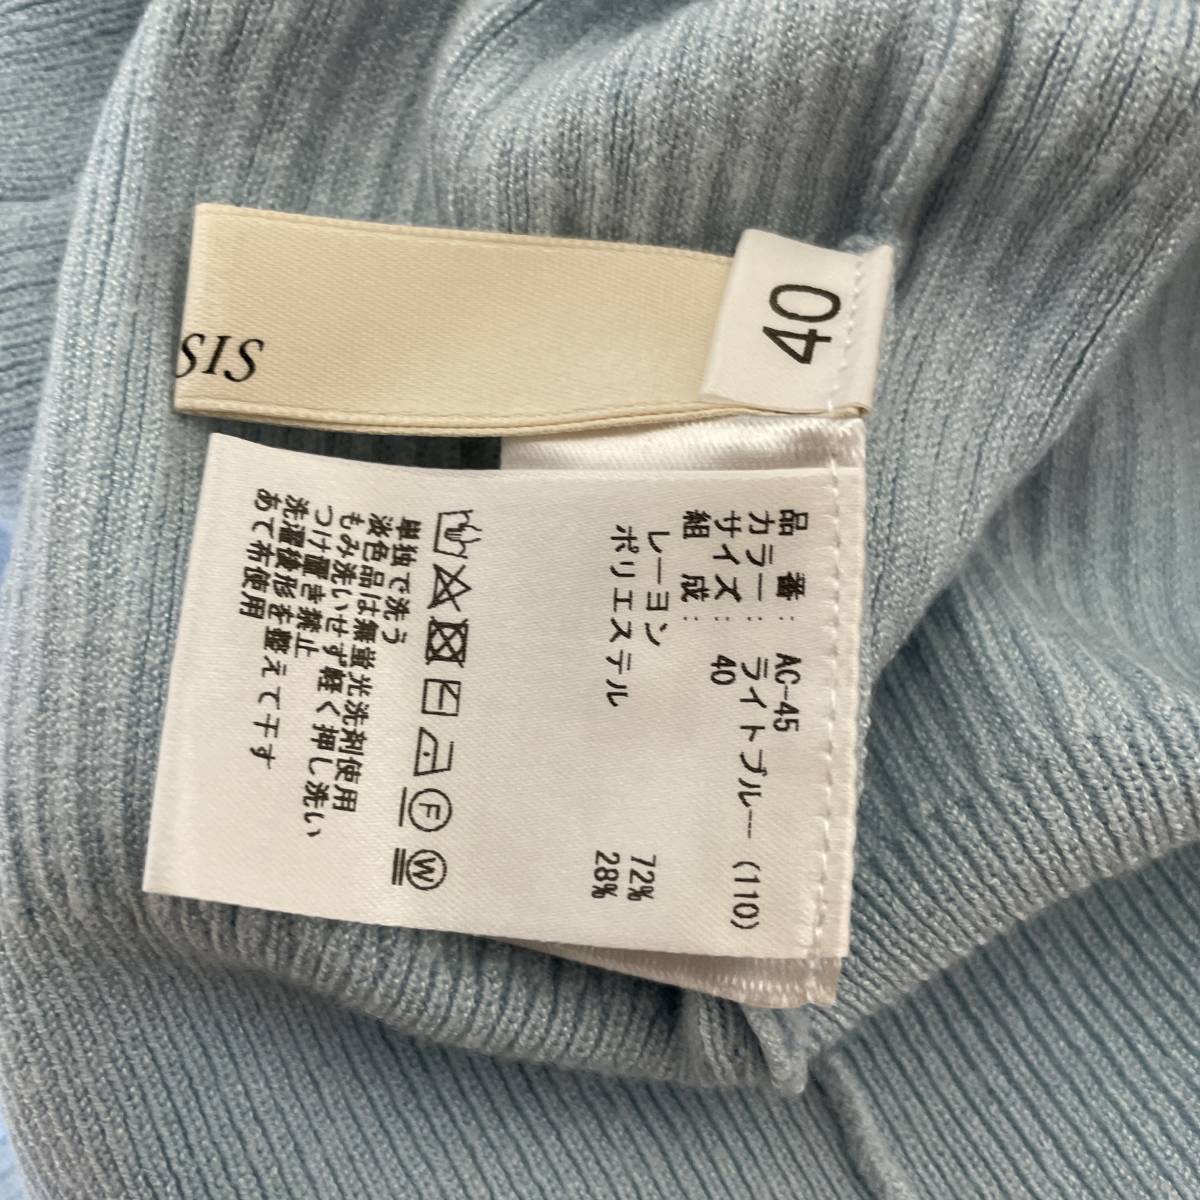 SIS
40
品 番: AC-45
カラー: ライトブルー (110)
サイズ: 40
組 成:
レーヨン 72%
ポリエステル 28%
F W
単独で洗う
淡色品は無蛍光洗剤使用
もみ洗いせず軽く押し洗い
つけ置き禁止
洗濯後形を整えて干す
あて布使用